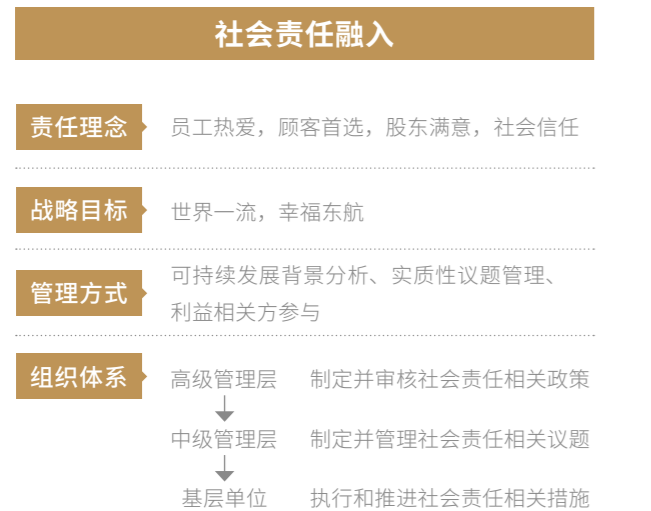 社会责任融入
责任理念 员工热爱，顾客首选，股东满意，社会信任
战略目标 世界一流，幸福东航
管理方式 可持续发展背景分析、实质性议题管理、
利益相关方参与
组织体系 高级管理层 制定并审核社会责任相关政策
中级管理层 制定并管理社会责任相关议题
基层单位 执行和推进社会责任相关措施